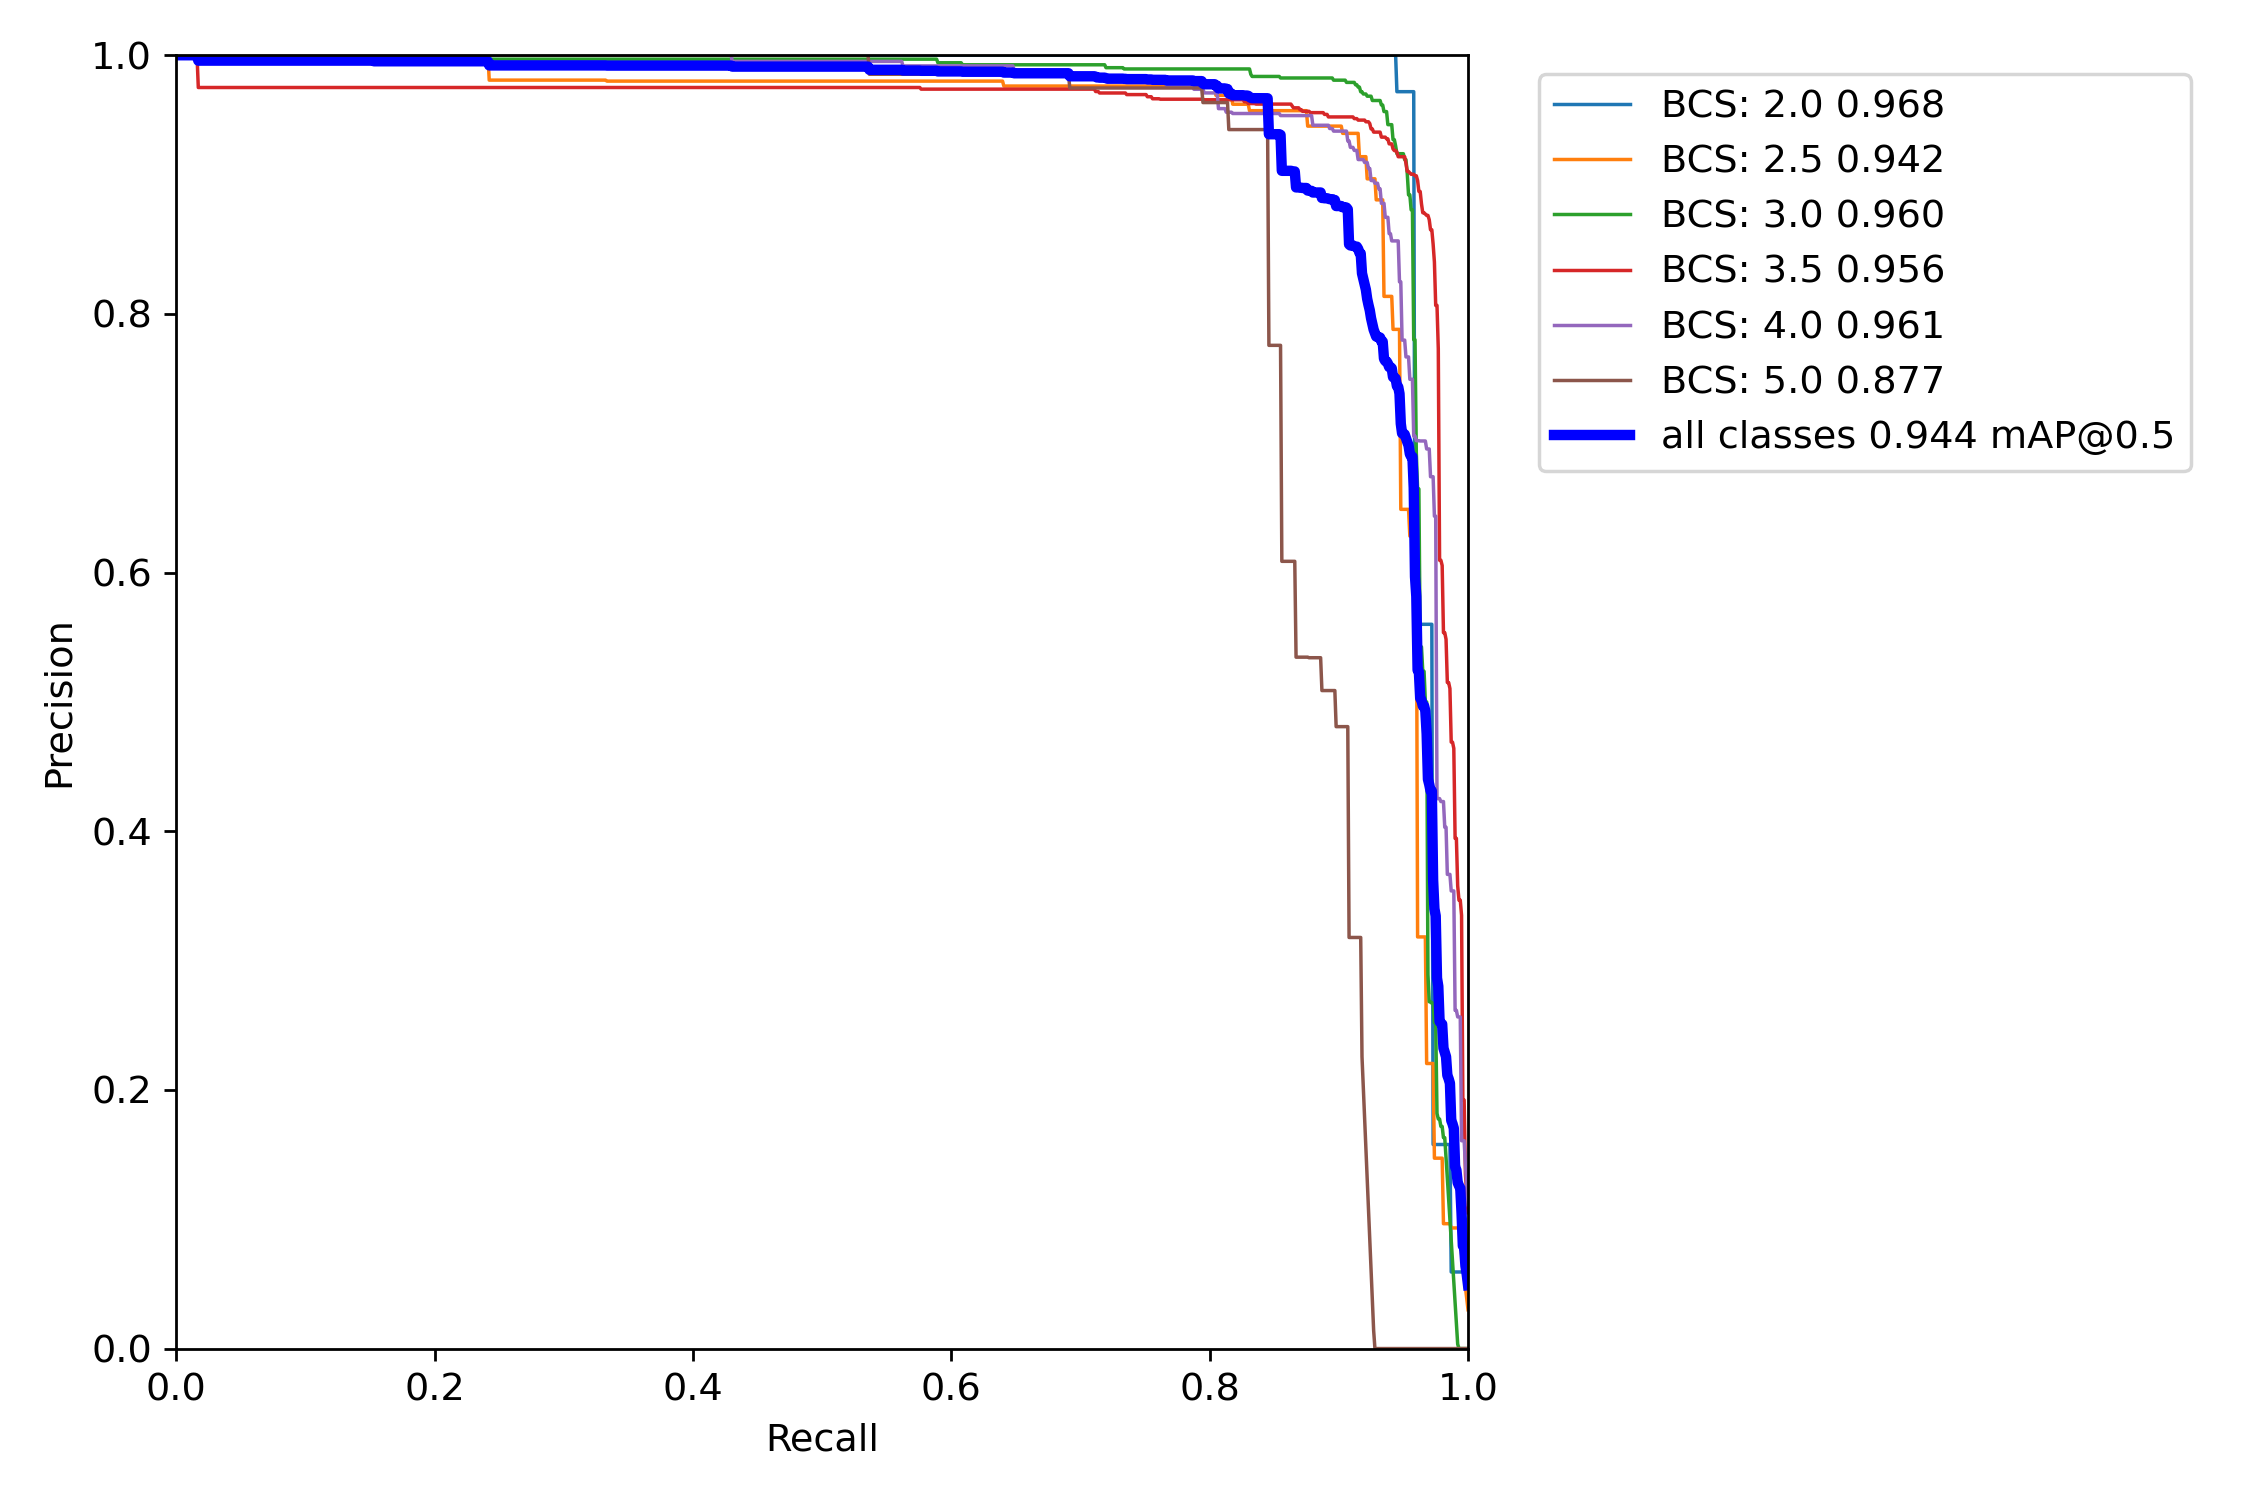 1.0
0.8
0.6
0.4
0.2
0.0
Precision
0.0 0.2 0.4 0.6 0.8 1.0
Recall
BCS: 2.0 0.968
BCS: 2.5 0.942
BCS: 3.0 0.960
BCS: 3.5 0.956
BCS: 4.0 0.961
BCS: 5.0 0.877
all classes 0.944 mAP@0.5